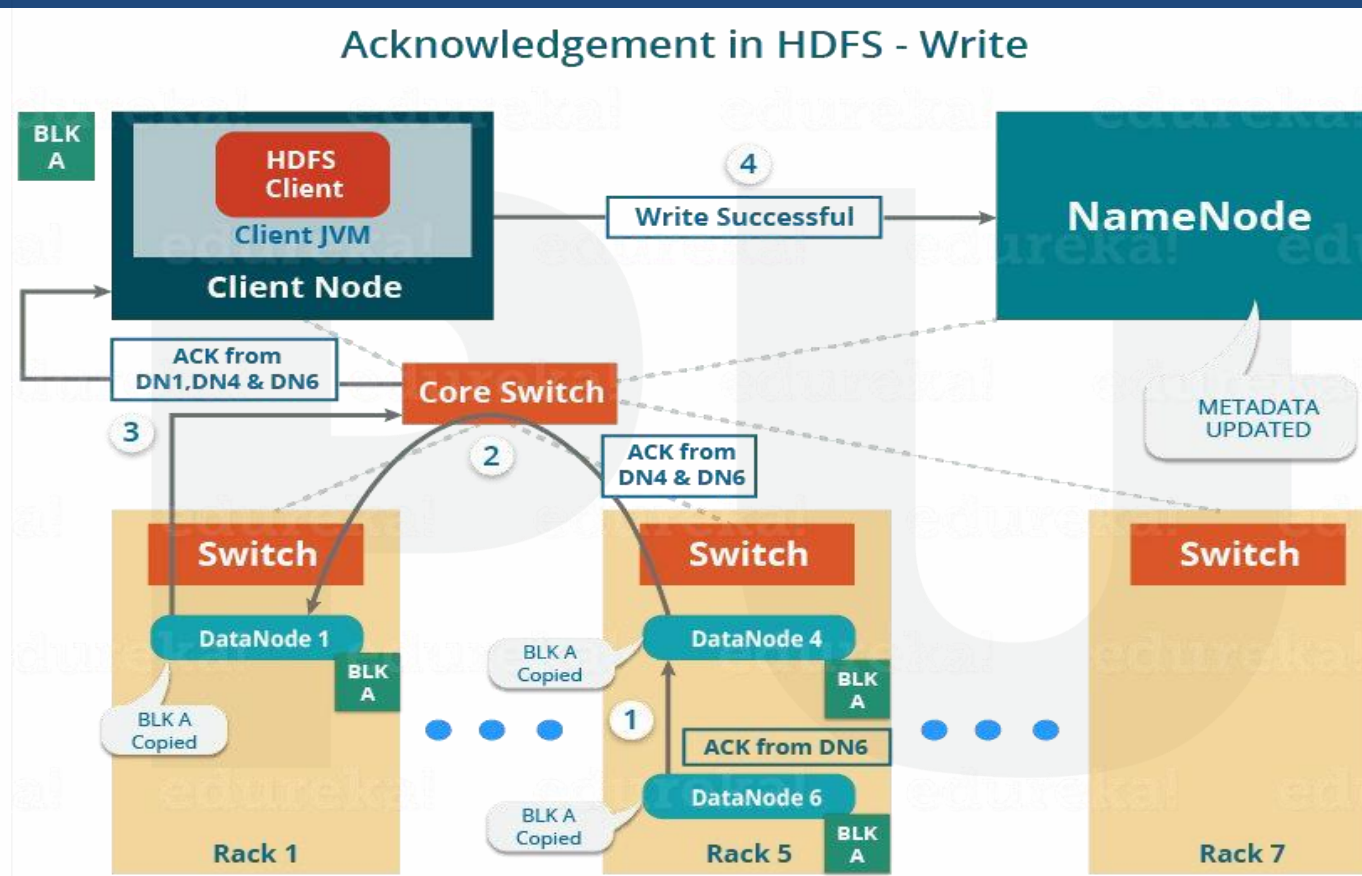 Acknowledgement in HDFS - Write
BLK
A
HDFS
Client
Client JVM
Client Node
4
Write Successful
NameNode
METADATA
UPDATED
ACK from
DN1,DN4 & DN6
Core Switch
3
2
ACK from
DN4 & DN6
Switch
DataNode 1
BLK
A
BLK A
Copied
Rack 1
Switch
DataNode 4
BLK A
Copied
BLK
A
1
ACK from DN6
DataNode 6
BLK A
Copied
BLK
A
Rack 5
Switch
Rack 7
edureka!